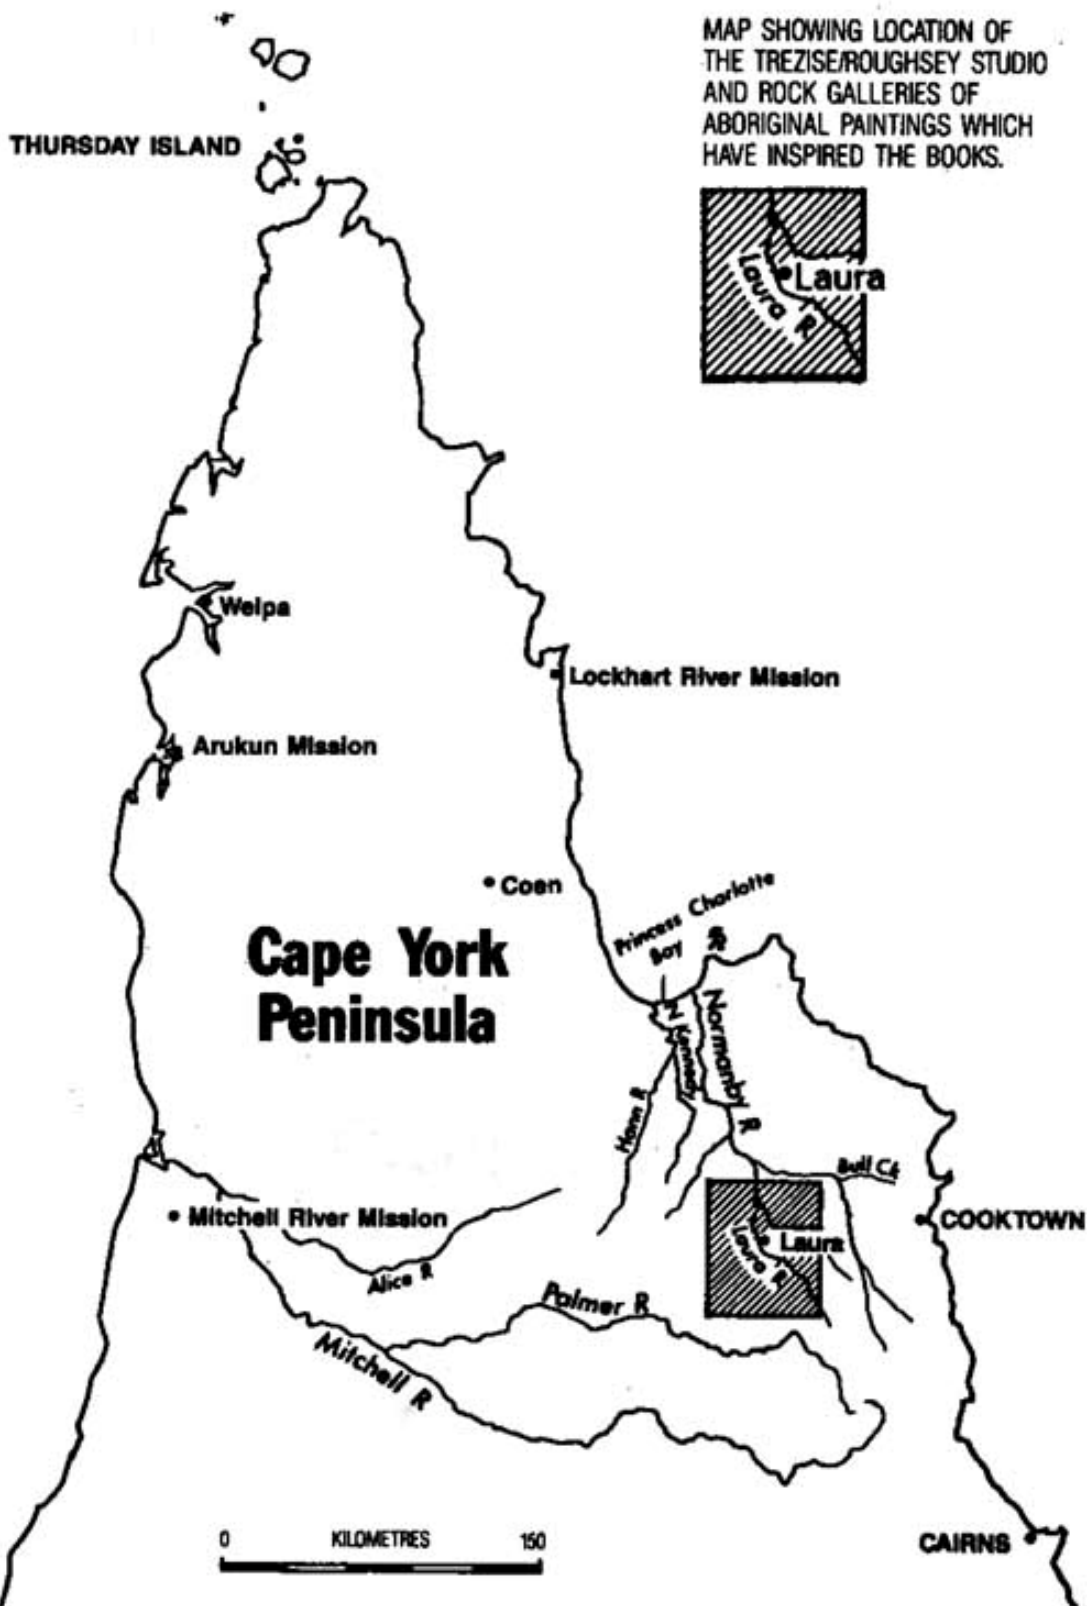 MAP SHOWING LOCATION OF
THE TREZISE/ROUGHSEY STUDIO
AND ROCK GALLERIES OF
ABORIGINAL PAINTINGS WHICH
HAVE INSPIRED THE BOOKS.
THURSDAY ISLAND
Laura
Laura R
Weipa
Lockhart River Mission
Arukun Mission
Coen
Princess Charlotte
Bay
Cape York
Peninsula
N Kennedy
R
Normanby R
Hann R
Bull Ck
Mitchell River Mission
COOKTOWN
Laura
Laura R
Alice R
Palmer R
Mitchell R
0 KILOMETRES 150
CAIRNS